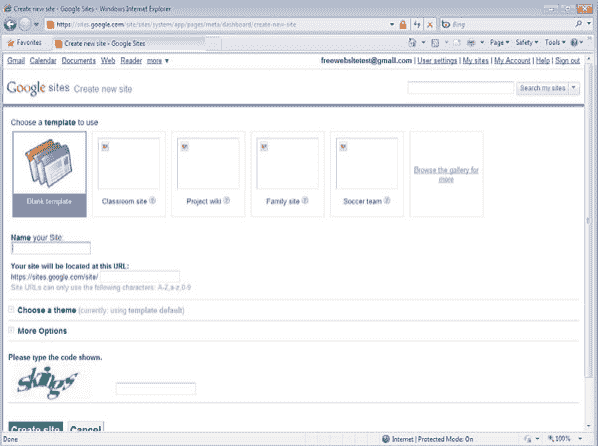 Create new site - Google Sites - Windows Internet Explorer
https://sites.google.com/site/sites/system/app/pages/meta/dashboard/create-new-site
Bing
Favorites Create new site - Google Sites Page Safety Tools
Gmail Calendar Documents Web Reader more ▼ freewebsitetest@gmail.com | User settings | My sites | My Account | Help | Sign out
Google sites Create new site Search my sites
Choose a template to use
Browse the gallery for
more
Blank template Classroom site Project wiki Family site Soccer team
Name your Site:
Your site will be located at this URL:
https://sites.google.com/site/
Site URLs can only use the following characters: A-Z,a-z,0-9
Choose a theme (currently: using template default)
More Options
Please type the code shown.
skings
Create site Cancel
Done Internet | Protected Mode: On 100%